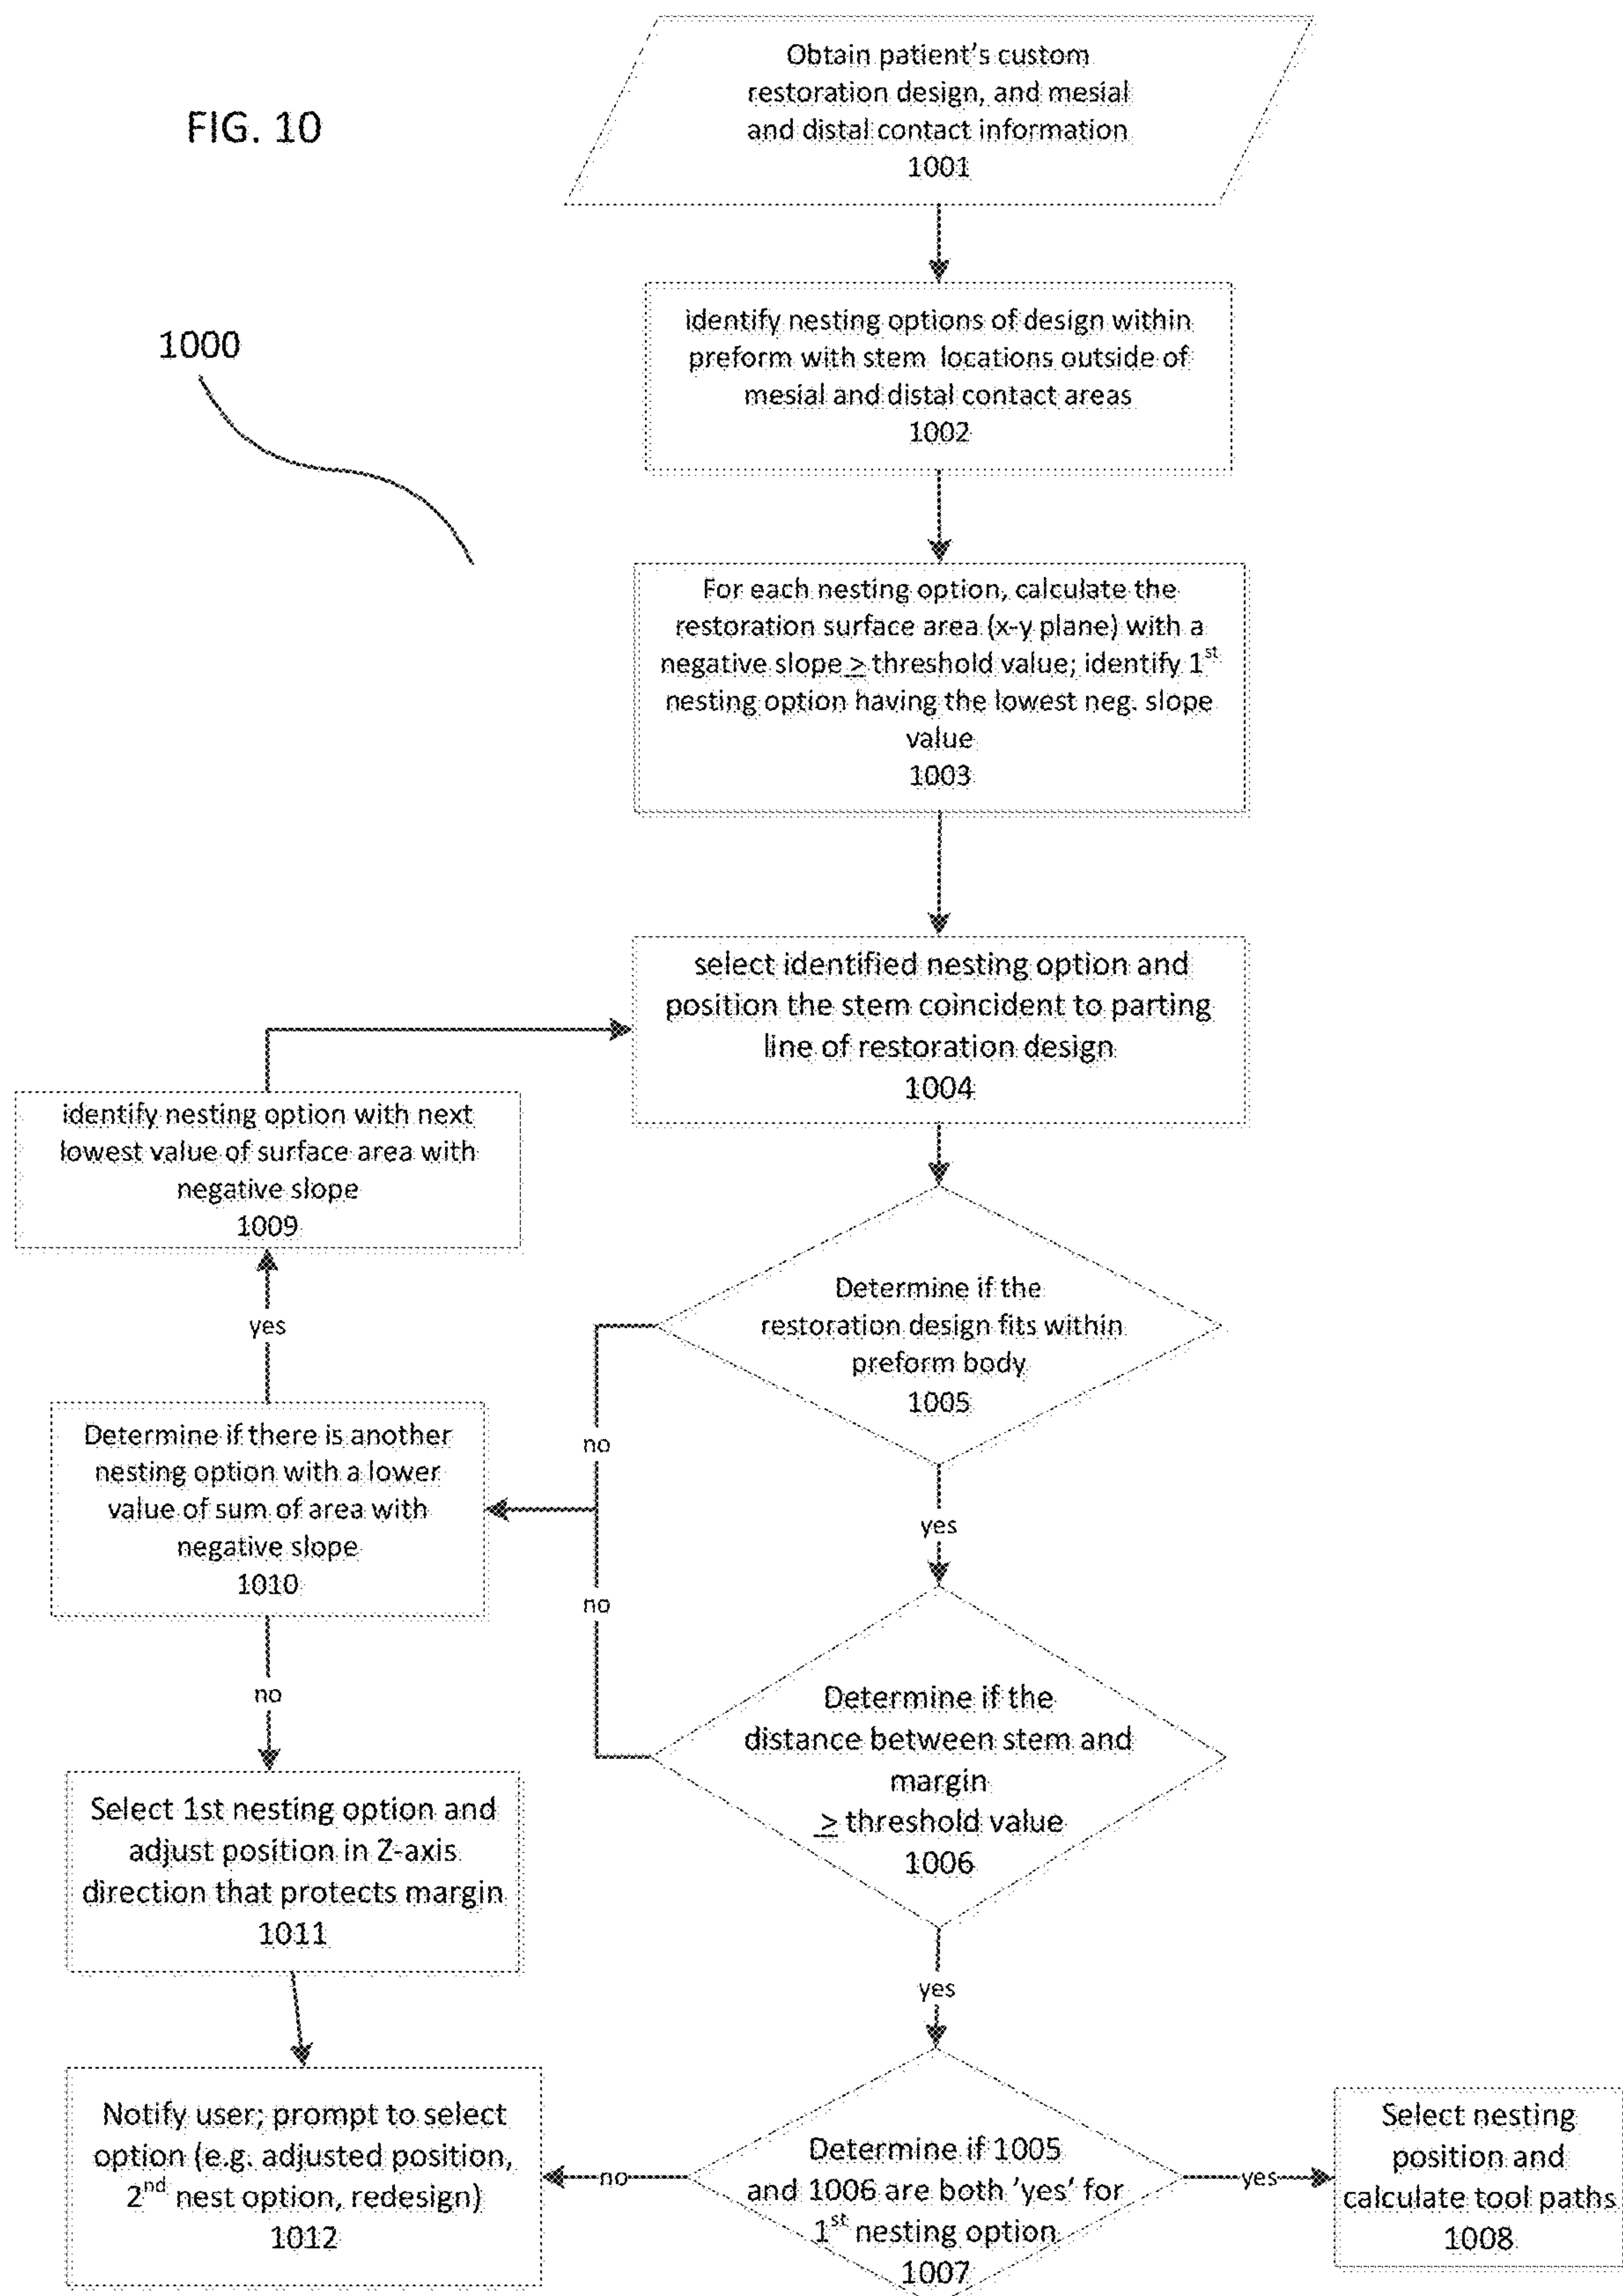 FIG. 10
1000
Obtain patient's custom
restoration design, and mesial
and distal contact information
1001
identify nesting options of design within
preform with stem locations outside of
mesial and distal contact areas
1002
For each nesting option, calculate the
restoration surface area (x-y plane) with a
negative slope ≥ threshold value; identify 1st
nesting option having the lowest neg. slope
value
1003
select identified nesting option and
position the stem coincident to parting
line of restoration design
1004
identify nesting option with next
lowest value of surface area with
negative slope
1009
yes
Determine if the
restoration design fits within
preform body
1005
no
yes
Determine if there is another
nesting option with a lower
value of sum of area with
negative slope
1010
no
no
Determine if the
distance between stem and
margin
≥ threshold value
1006
Select 1st nesting option and
adjust position in Z-axis
direction that protects margin
1011
yes
Notify user; prompt to select
option (e.g. adjusted position,
2nd nest option, redesign)
1012
no
Determine if 1005
and 1006 are both 'yes' for
1st nesting option
1007
yes
Select nesting
position and
calculate tool paths
1008